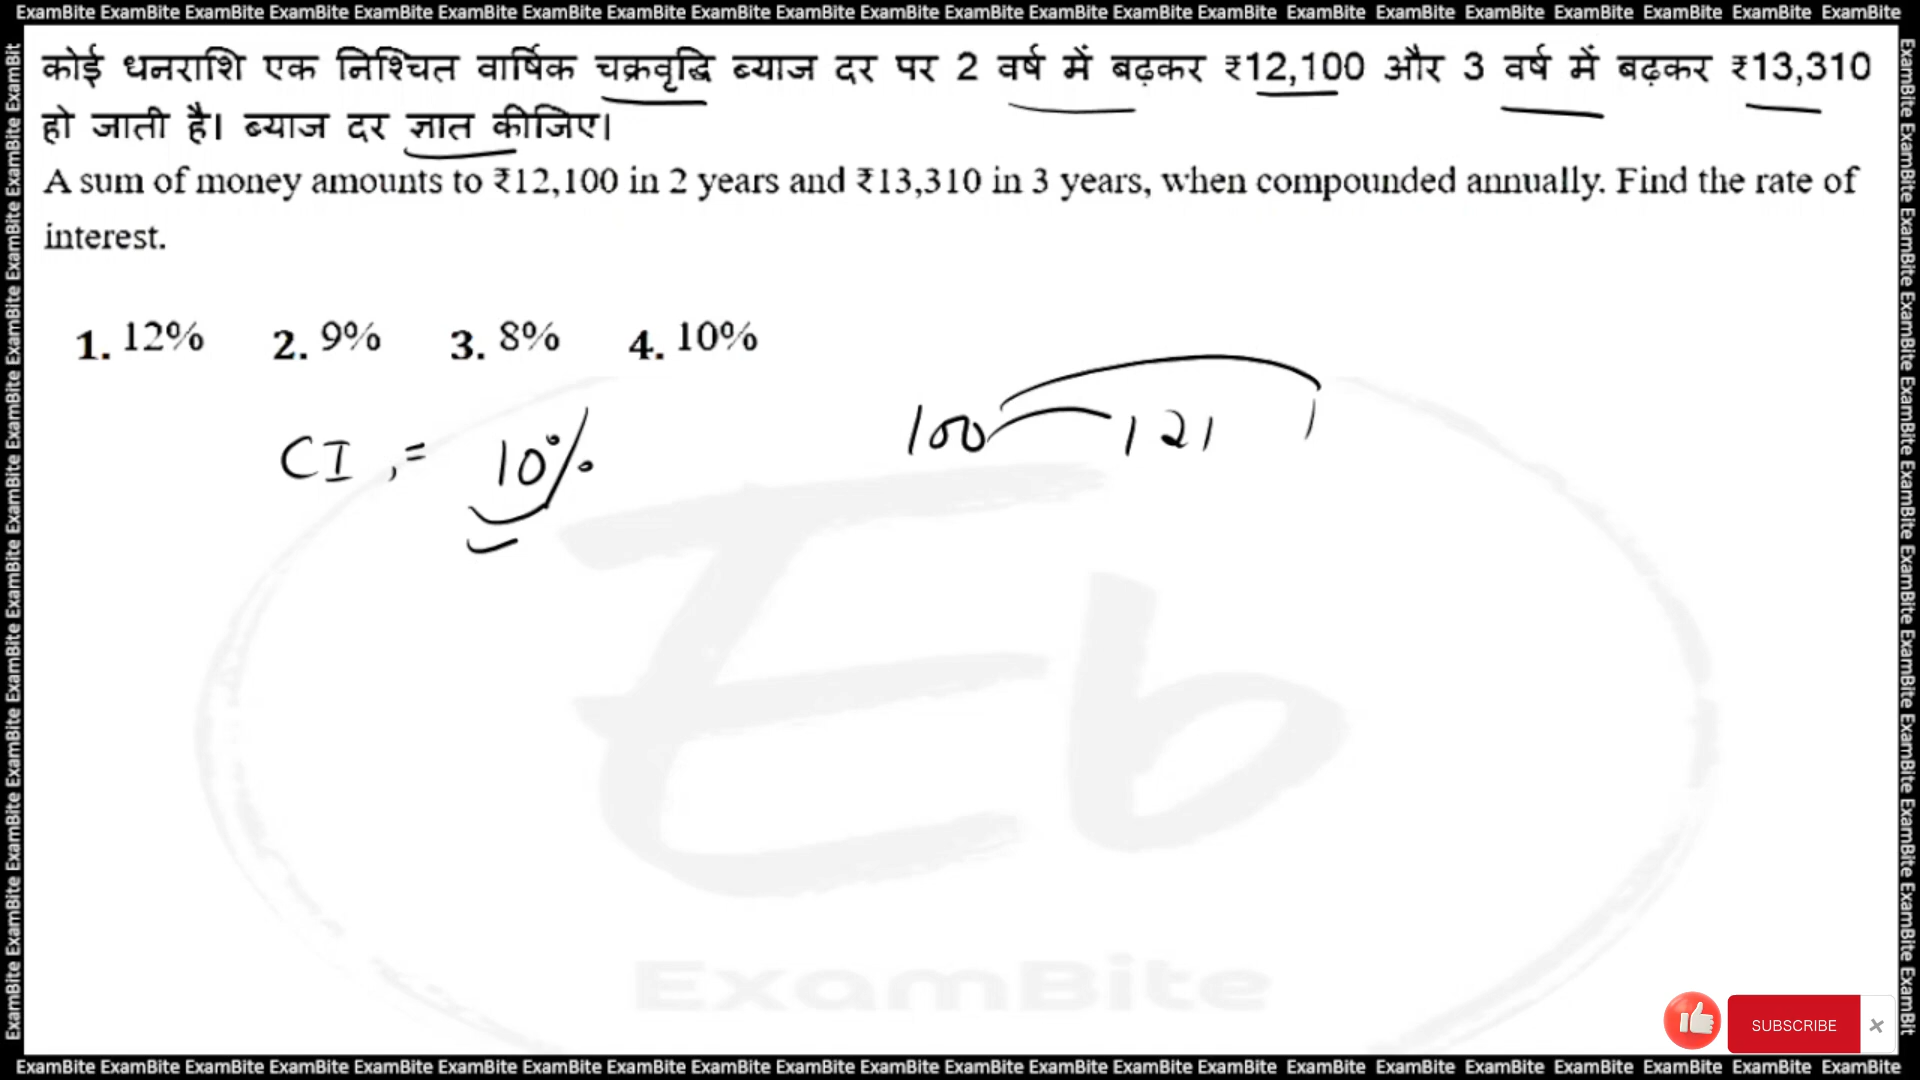 ExamBite ExamBite ExamBite ExamBite ExamBite ExamBite ExamBite ExamBite ExamBite ExamBite ExamBite ExamBite ExamBite ExamBite ExamBite ExamBite ExamBite ExamBite ExamBite ExamBite ExamBite ExamBite
कोई धनराशि एक निश्चित वार्षिक चक्रवृद्धि ब्याज दर पर 2 वर्ष में बढ़कर ₹12,100 और 3 वर्ष में बढ़कर ₹13,310
हो जाती है। ब्याज दर ज्ञात कीजिए।
A sum of money amounts to ₹12,100 in 2 years and ₹13,310 in 3 years, when compounded annually. Find the rate of
interest.
1. 12% 2. 9% 3. 8% 4. 10%
CI = 10% 100 121 1
Eb
ExamBite
SUBSCRIBE
ExamBite ExamBite ExamBite ExamBite ExamBite ExamBite ExamBite ExamBite ExamBite ExamBite ExamBite ExamBite ExamBite ExamBite ExamBite ExamBite ExamBite ExamBite ExamBite ExamBite ExamBite ExamBite